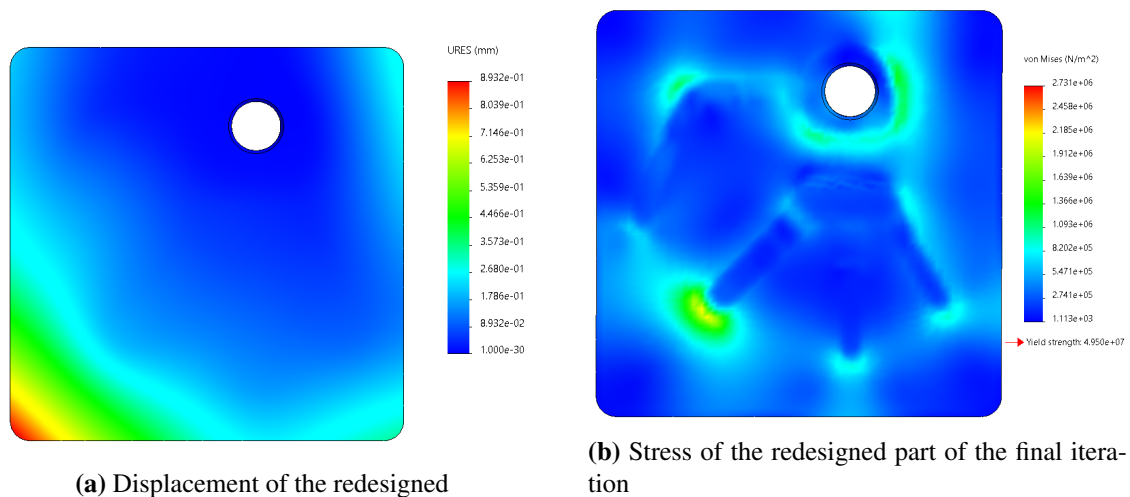 URES (mm)
8.932e-01
8.039e-01
7.146e-01
6.253e-01
5.359e-01
4.466e-01
3.573e-01
2.680e-01
1.786e-01
8.932e-02
1.000e-30
(a) Displacement of the redesigned
von Mises (N/m^2)
2.731e+06
2.458e+06
2.185e+06
1.912e+06
1.639e+06
1.366e+06
1.093e+06
8.202e+05
5.471e+05
2.741e+05
1.113e+03
Yield strength: 4.950e+07
(b) Stress of the redesigned part of the final itera-
tion